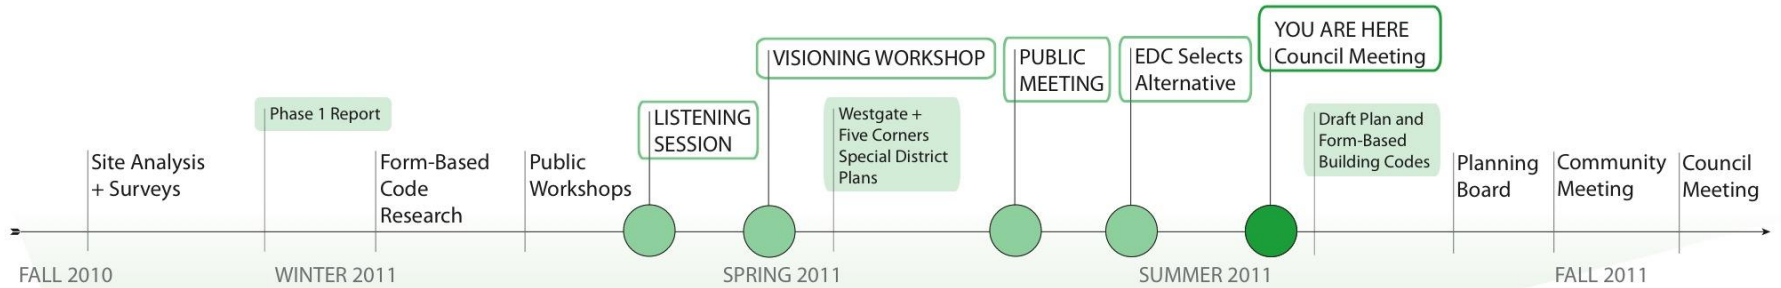 Site Analysis
+ Surveys
Phase 1 Report
Form-Based
Code
Research
Public
Workshops
LISTENING
SESSION
VISIONING WORKSHOP
Westgate +
Five Corners
Special District
Plans
PUBLIC
MEETING
EDC Selects
Alternative
YOU ARE HERE
Council Meeting
Draft Plan and
Form-Based
Building Codes
Planning
Board
Community
Meeting
Council
Meeting
FALL 2010
WINTER 2011
SPRING 2011
SUMMER 2011
FALL 2011